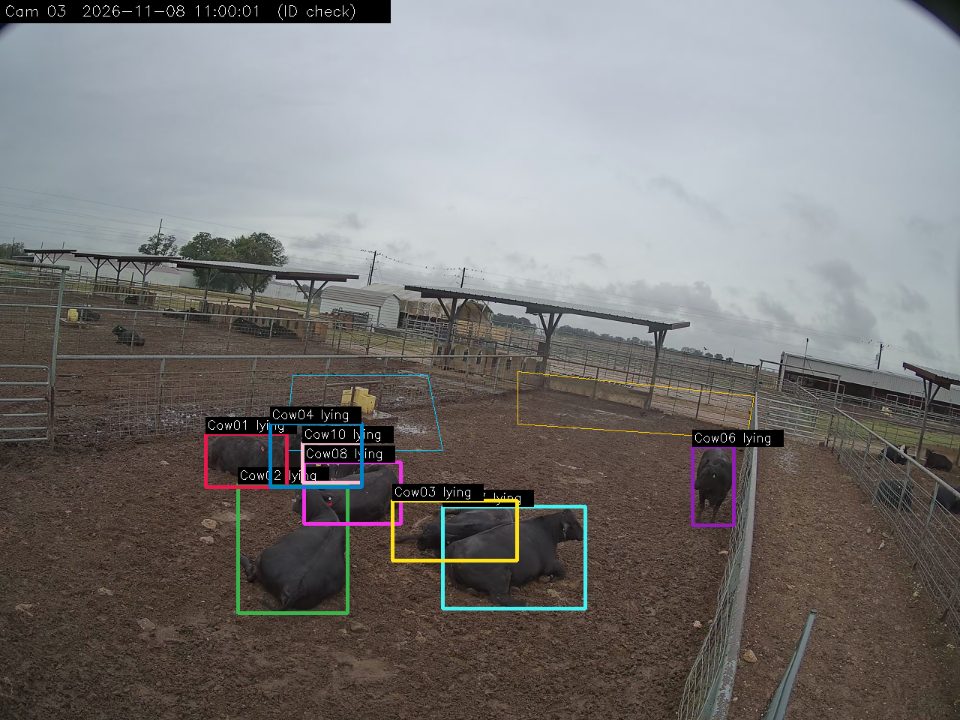 Cam 03  2026-11-08 11:00:01  (ID check)
Cow04 lying
Cow01 lying
Cow10 lying
Cow06 lying
Cow08 lying
Cow02 lying
Cow03 lying
lying